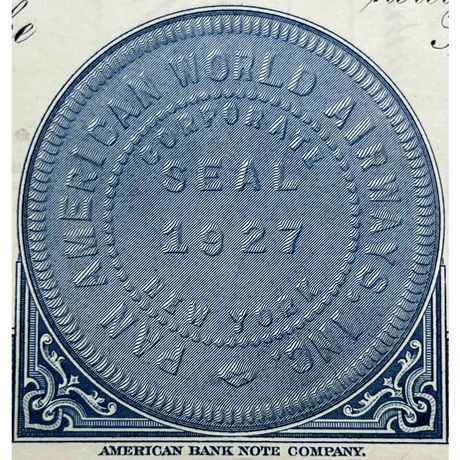 PAN AMERICAN WORLD AIRWAYS, INC.
CORPORATE
SEAL
1927
NEW YORK
AMERICAN BANK NOTE COMPANY.